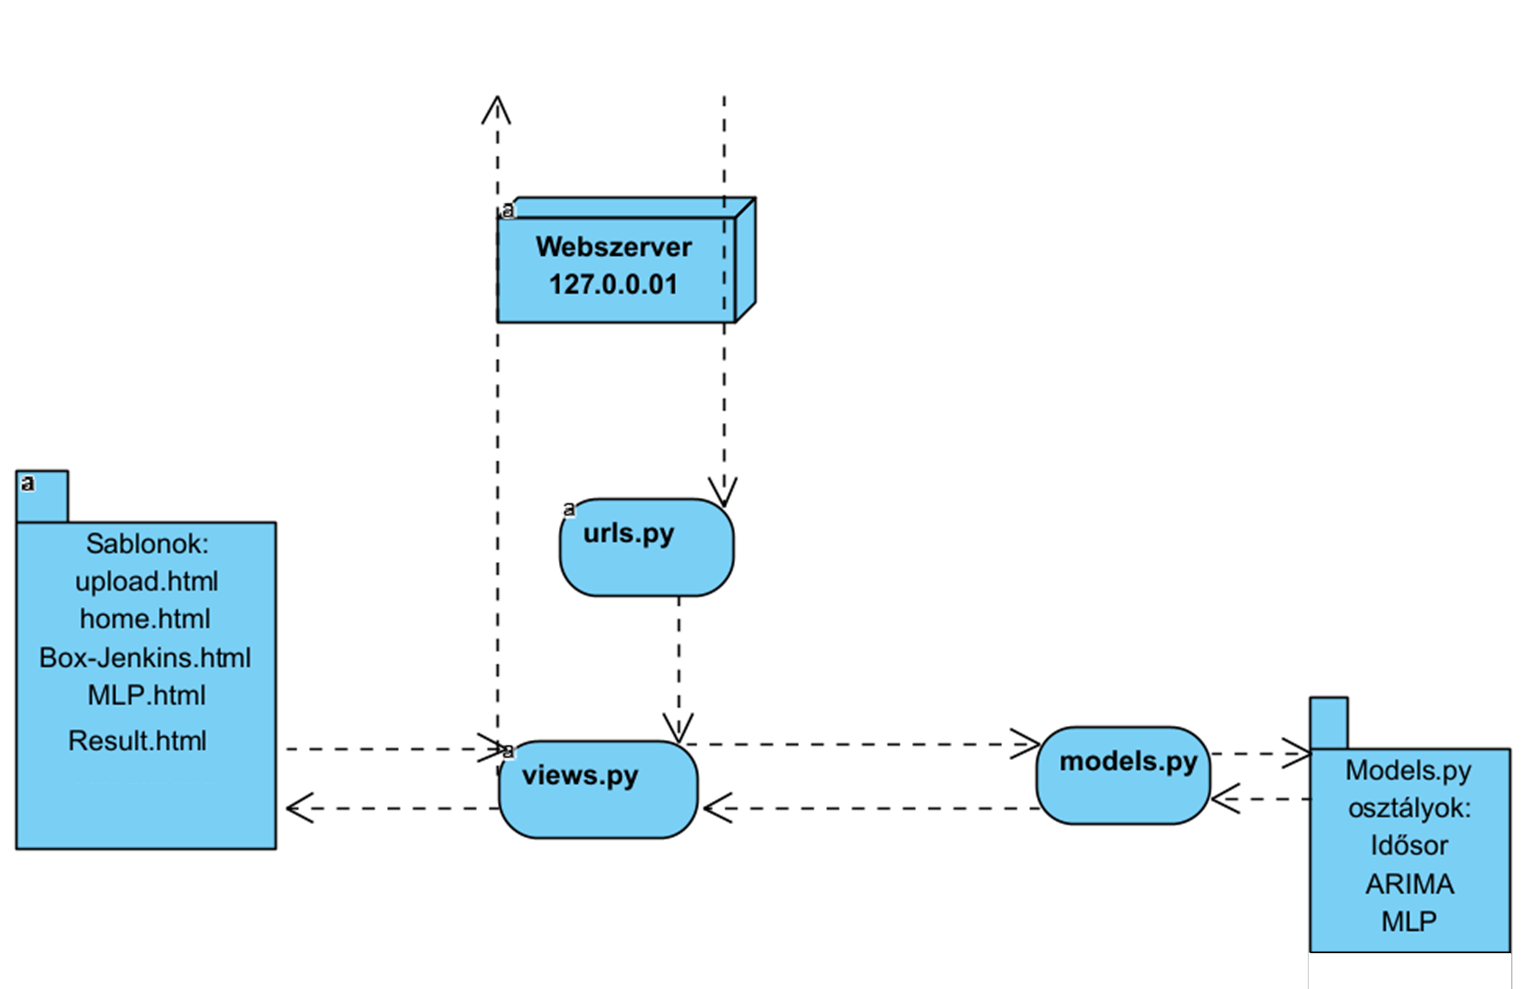 a
Webszerver
127.0.0.01
a
Sablonok:
upload.html
home.html
Box-Jenkins.html
MLP.html
Result.html
a
urls.py
a
views.py
models.py
Models.py
osztályok:
Idősor
ARIMA
MLP